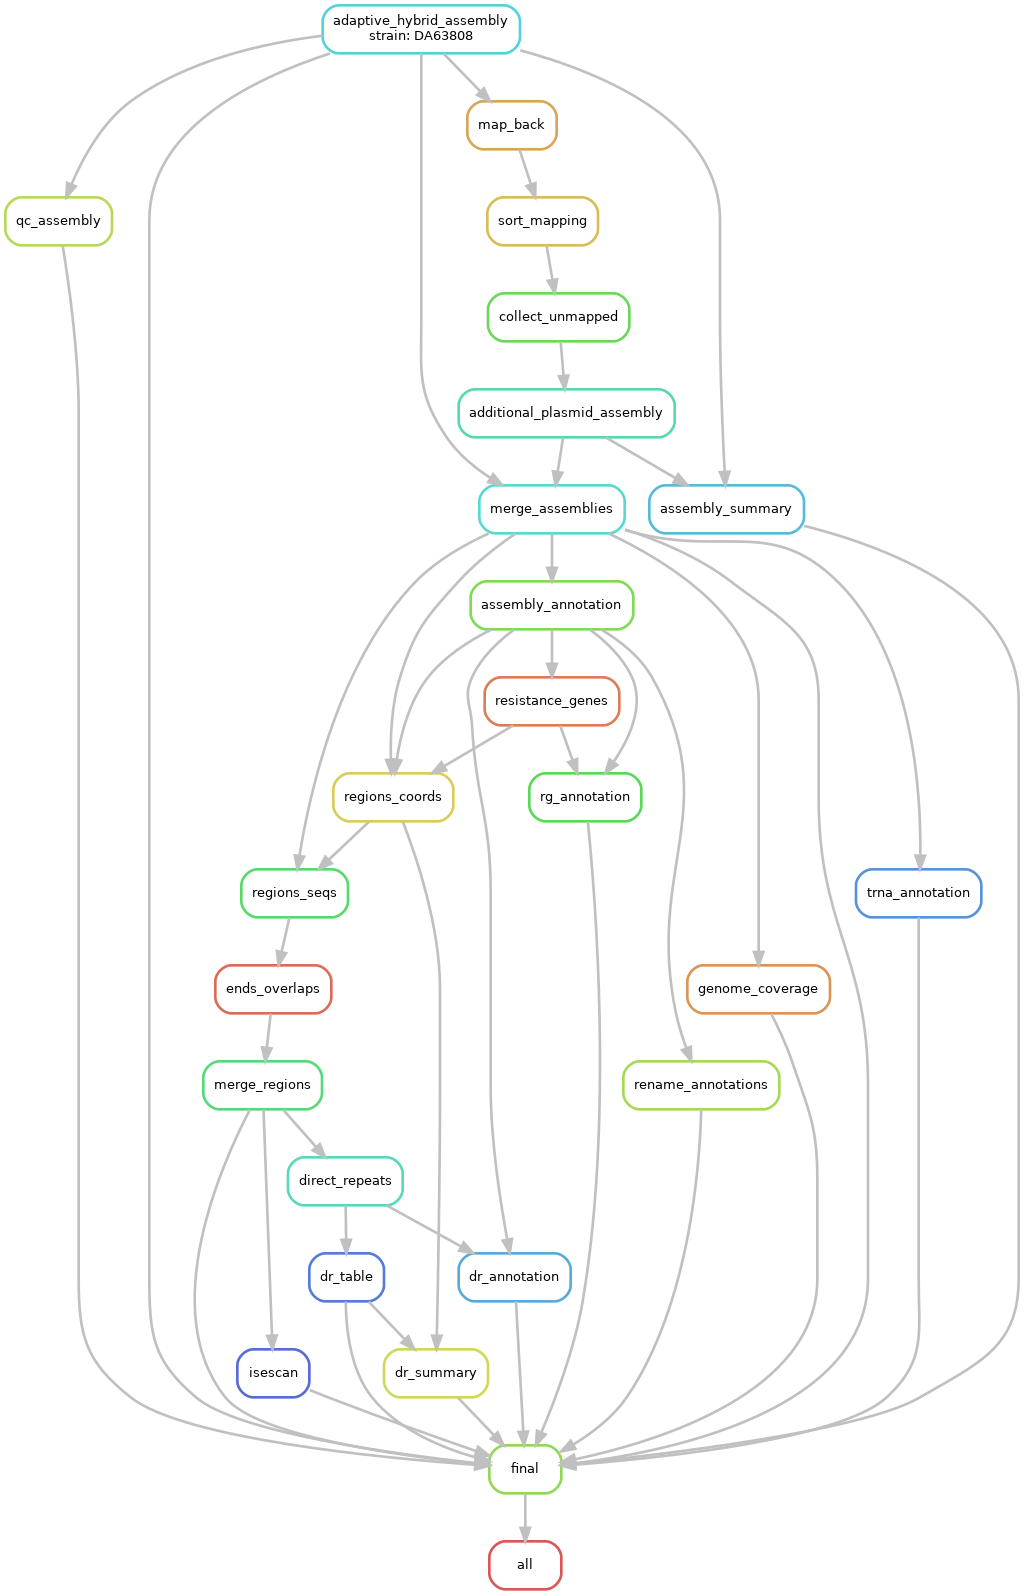 adaptive_hybrid_assembly
strain: DA63808
map_back
qc_assembly
sort_mapping
collect_unmapped
additional_plasmid_assembly
merge_assemblies
assembly_summary
assembly_annotation
resistance_genes
regions_coords
rg_annotation
regions_seqs
trna_annotation
ends_overlaps
genome_coverage
merge_regions
rename_annotations
direct_repeats
dr_table
dr_annotation
isescan
dr_summary
final
all